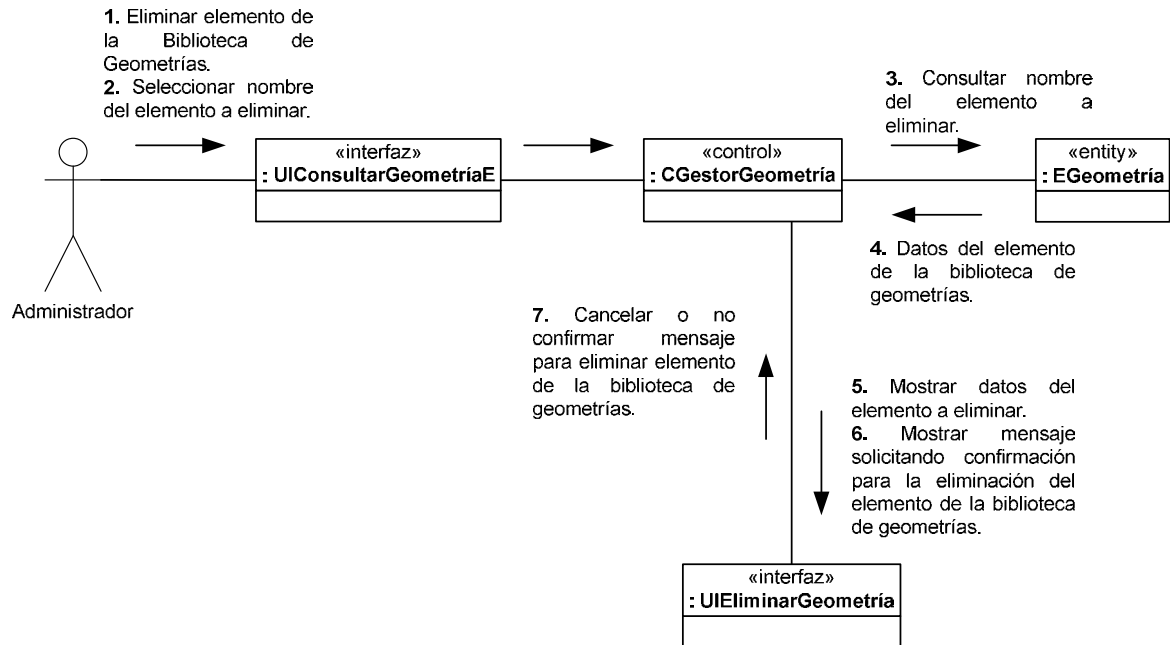 1. Eliminar elemento de
la Biblioteca de
Geometrías.
2. Seleccionar nombre
del elemento a eliminar.
3. Consultar nombre
del elemento a
eliminar.
«interfaz»
: UIConsultarGeometríaE
«control»
: CGestorGeometría
«entity»
: EGeometría
Administrador
4. Datos del elemento
de la biblioteca de
geometrías.
7. Cancelar o no
confirmar mensaje
para eliminar elemento
de la biblioteca de
geometrías.
5. Mostrar datos del
elemento a eliminar.
6. Mostrar mensaje
solicitando confirmación
para la eliminación del
elemento de la biblioteca
de geometrías.
«interfaz»
: UIEliminarGeometría